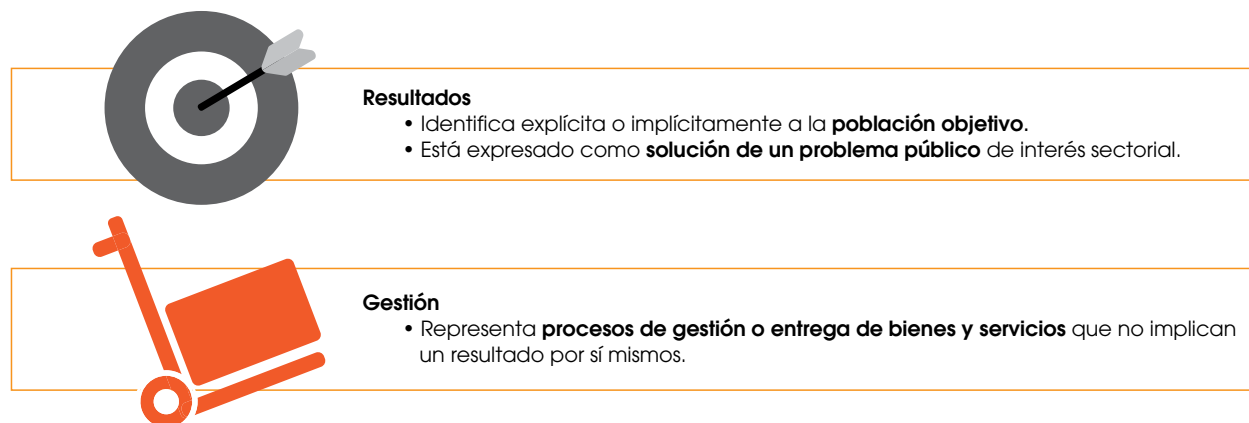 Resultados
• Identifica explícita o implícitamente a la población objetivo.
• Está expresado como solución de un problema público de interés sectorial.
Gestión
• Representa procesos de gestión o entrega de bienes y servicios que no implican
un resultado por sí mismos.